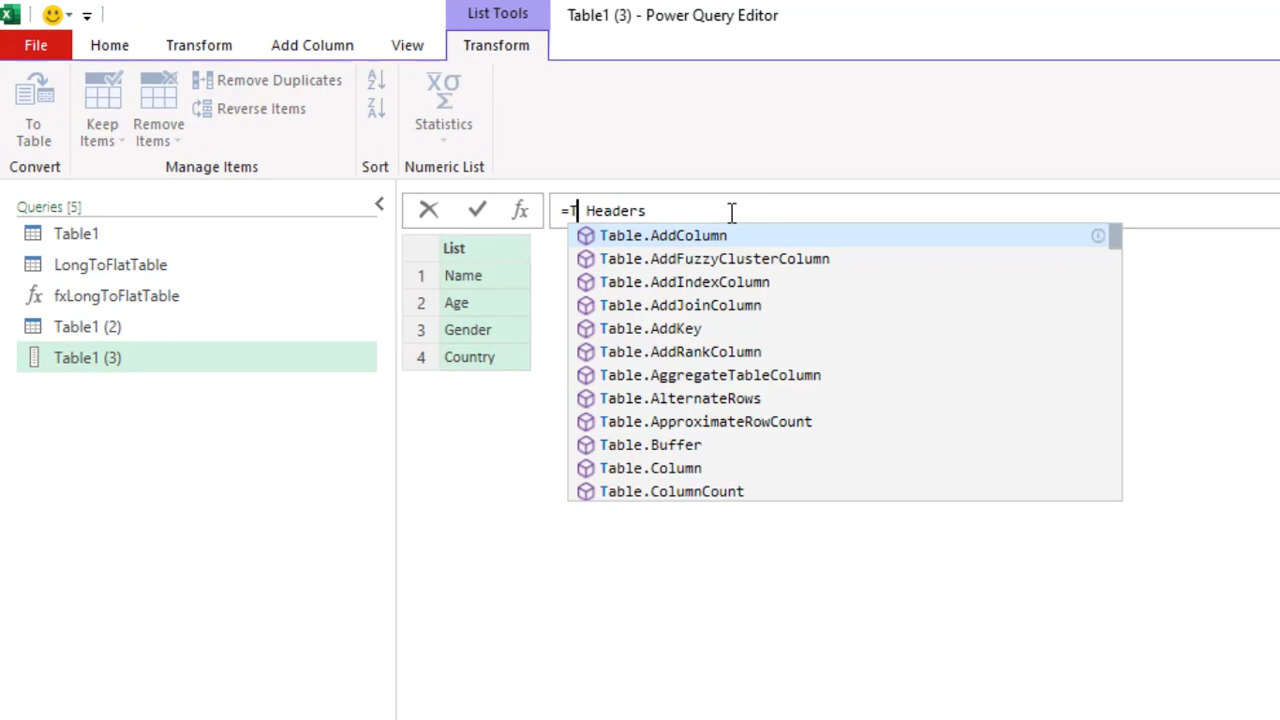 List Tools
Table1 (3) - Power Query Editor
File
Home
Transform
Add Column
View
Transform
To Table
Keep Items
Remove Items
Remove Duplicates
Reverse Items
Statistics
Convert
Manage Items
Sort
Numeric List
Queries [5]
Table1
LongToFlatTable
fx fxLongToFlatTable
Table1 (2)
Table1 (3)
fx
=T Headers
List
1 Name
2 Age
3 Gender
4 Country
Table.AddColumn
Table.AddFuzzyClusterColumn
Table.AddIndexColumn
Table.AddJoinColumn
Table.AddKey
Table.AddRankColumn
Table.AggregateTableColumn
Table.AlternateRows
Table.ApproximateRowCount
Table.Buffer
Table.Column
Table.ColumnCount